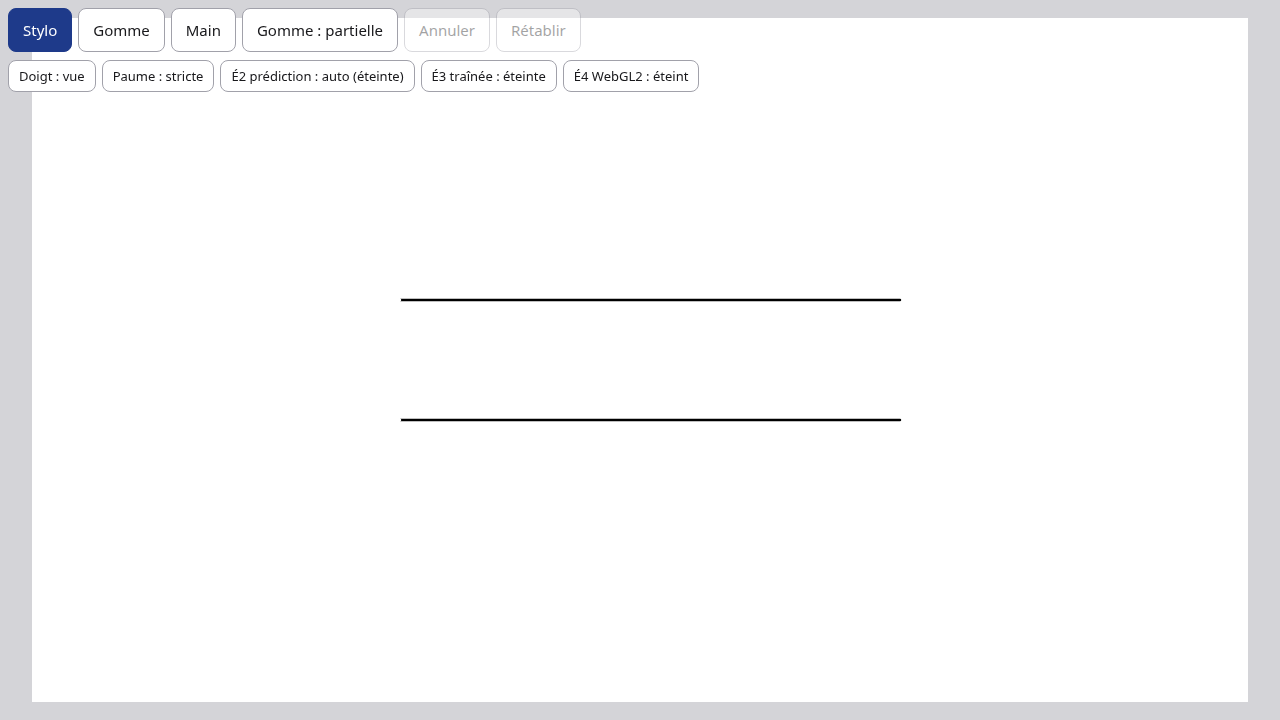 Stylo Gomme Main Gomme : partielle Annuler Rétablir
Doigt : vue Paume : stricte É2 prédiction : auto (éteinte) É3 traînée : éteinte É4 WebGL2 : éteint